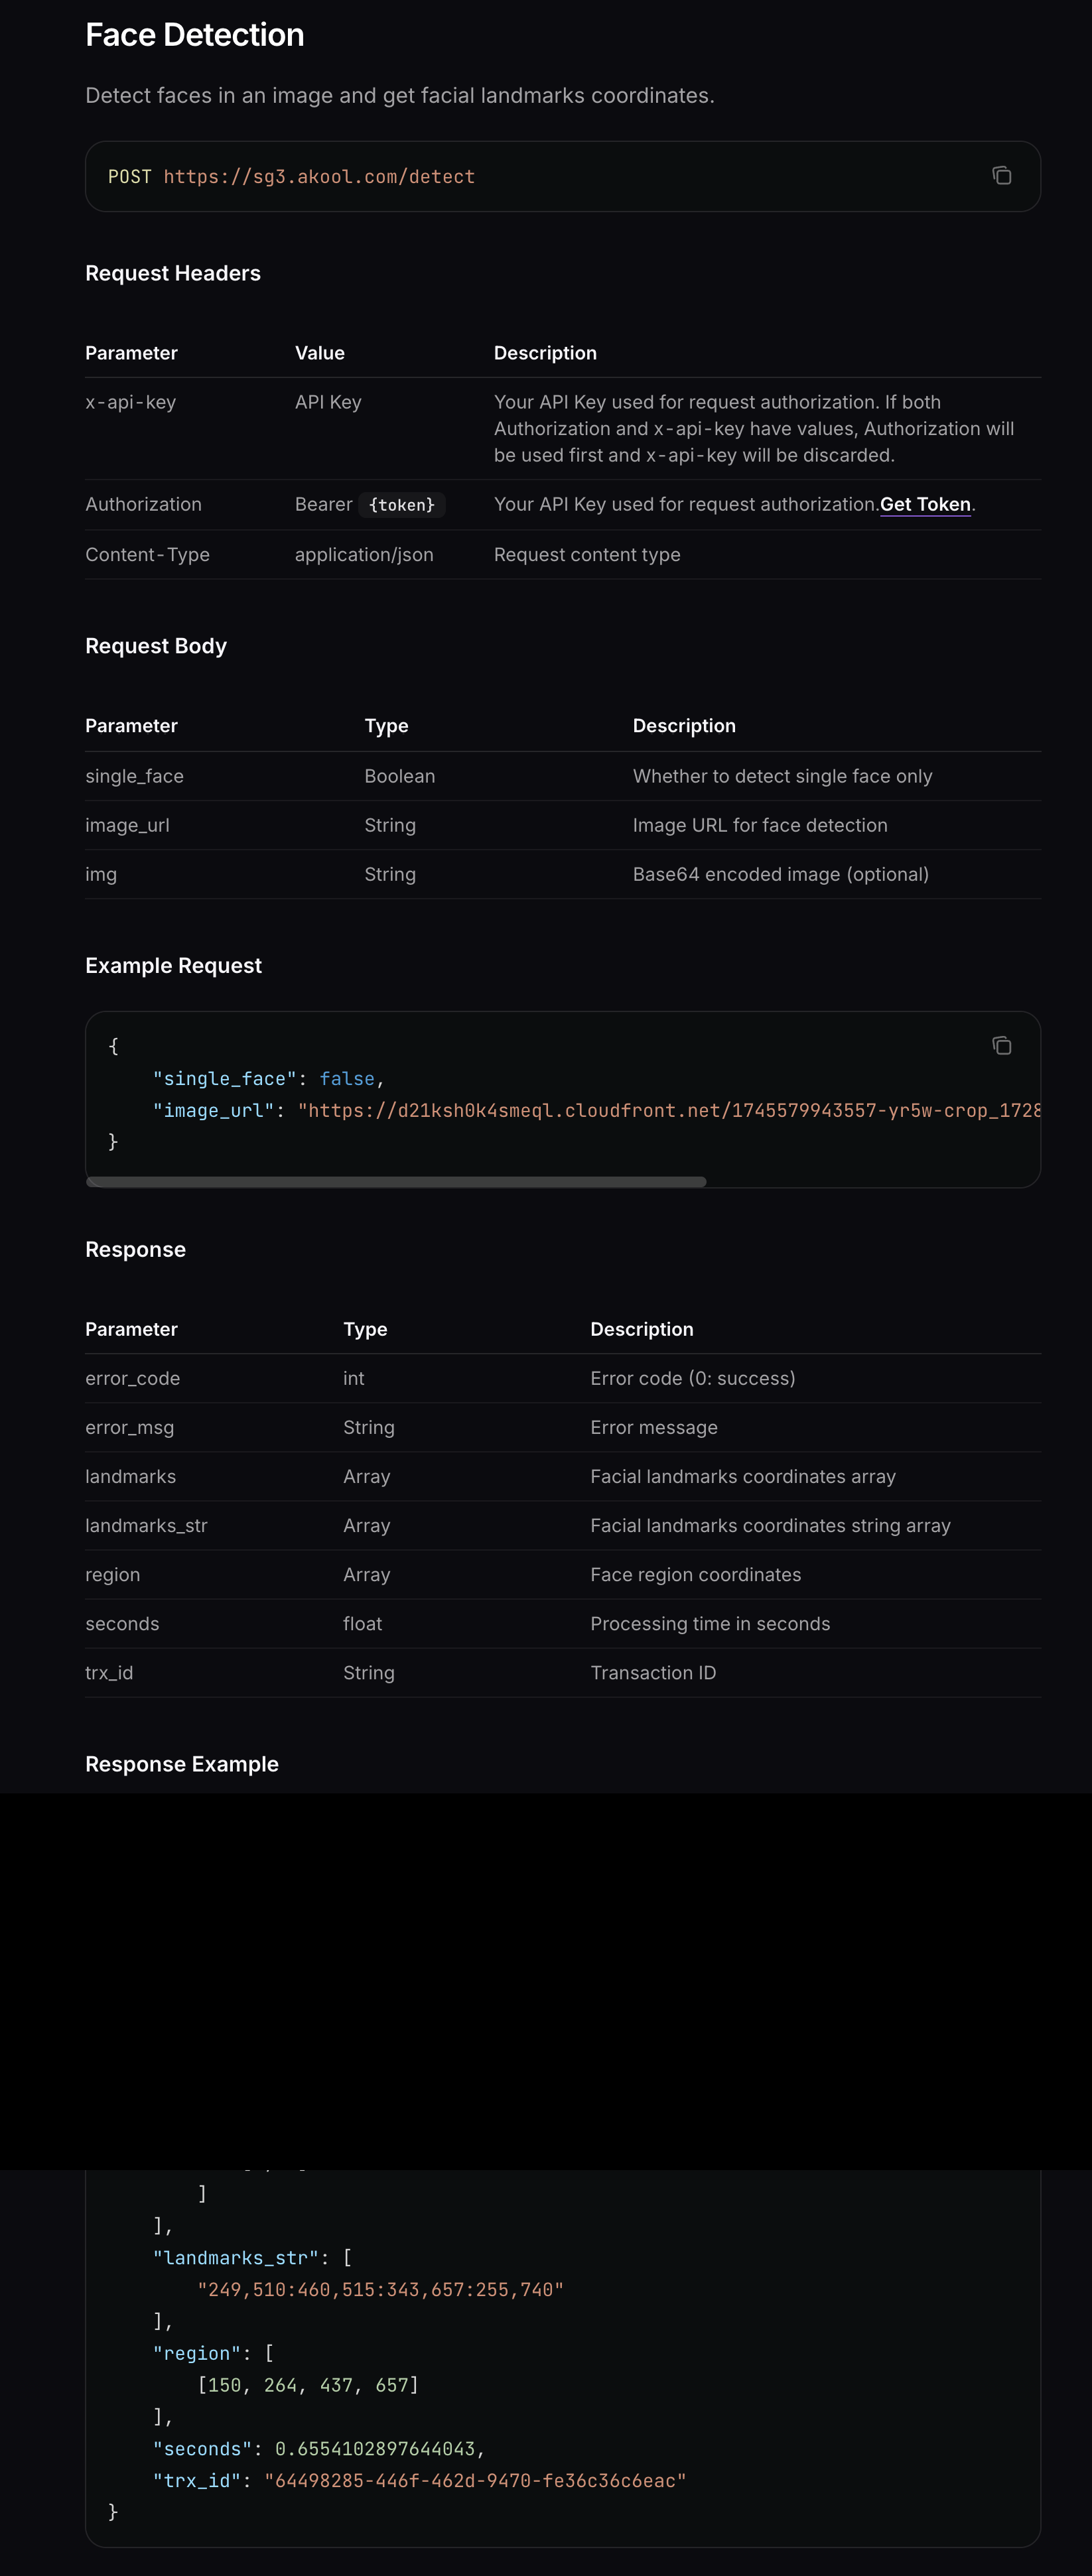 Face Detection
Detect faces in an image and get facial landmarks coordinates.
POST https://sg3.akool.com/detect
Request Headers
Parameter Value Description
x-api-key API Key Your API Key used for request authorization. If both
Authorization and x-api-key have values, Authorization will
be used first and x-api-key will be discarded.
Authorization Bearer {token} Your API Key used for request authorization.Get Token.
Content-Type application/json Request content type
Request Body
Parameter Type Description
single_face Boolean Whether to detect single face only
image_url String Image URL for face detection
img String Base64 encoded image (optional)
Example Request
{
"single_face": false,
"image_url": "https://d21ksh0k4smeql.cloudfront.net/1745579943557-yr5w-crop_1728
}
Response
Parameter Type Description
error_code int Error code (0: success)
error_msg String Error message
landmarks Array Facial landmarks coordinates array
landmarks_str Array Facial landmarks coordinates string array
region Array Face region coordinates
seconds float Processing time in seconds
trx_id String Transaction ID
Response Example
]
],
"landmarks_str": [
"249,510:460,515:343,657:255,740"
],
"region": [
[150, 264, 437, 657]
],
"seconds": 0.6554102897644043,
"trx_id": "64498285-446f-462d-9470-fe36c36c6eac"
}